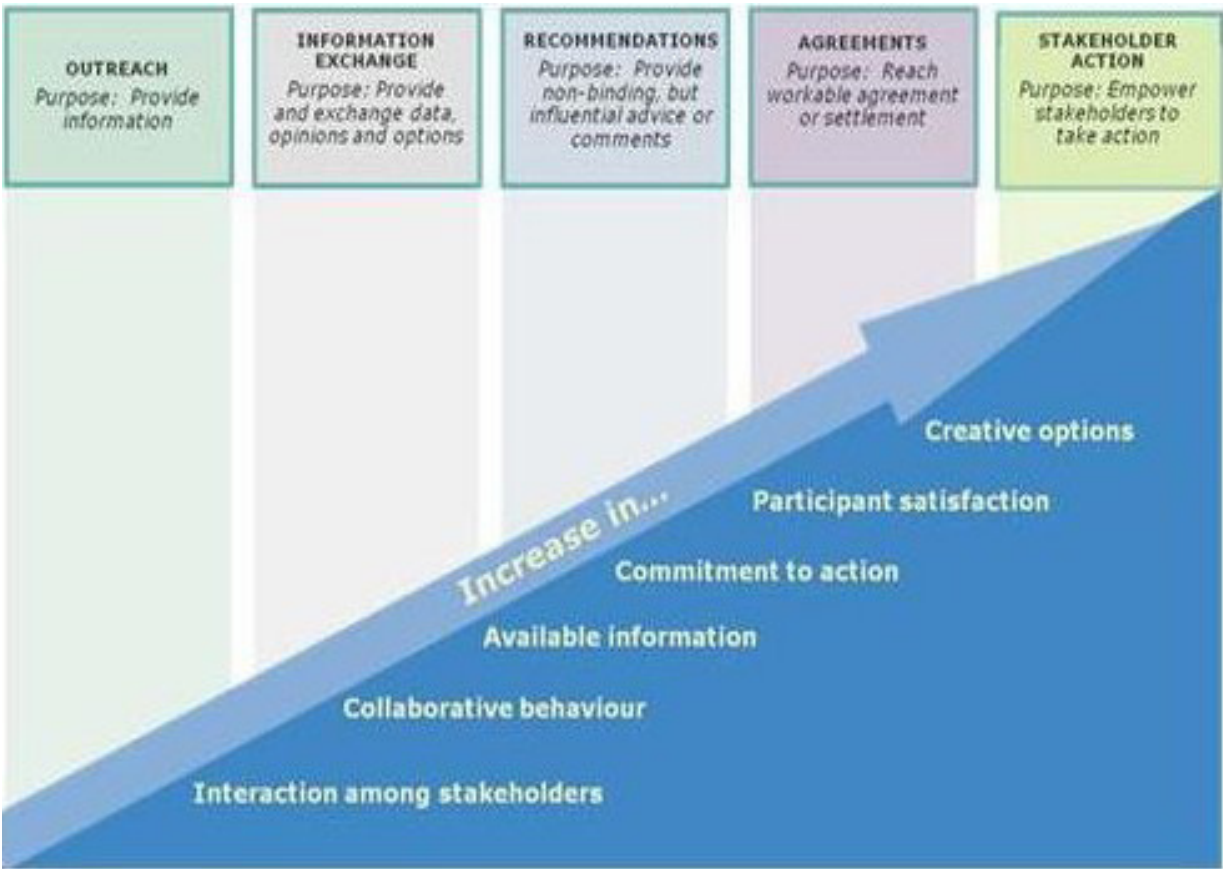 OUTREACH
Purpose: Provide
information
INFORMATION
EXCHANGE
Purpose: Provide
and exchange data,
opinions and options
RECOMMENDATIONS
Purpose: Provide
non-binding, but
influential advice or
comments
AGREEMENTS
Purpose: Reach
workable agreement
or settlement
STAKEHOLDER
ACTION
Purpose: Empower
stakeholders to
take action
Increase in...
Creative options
Participant satisfaction
Commitment to action
Available information
Collaborative behaviour
Interaction among stakeholders